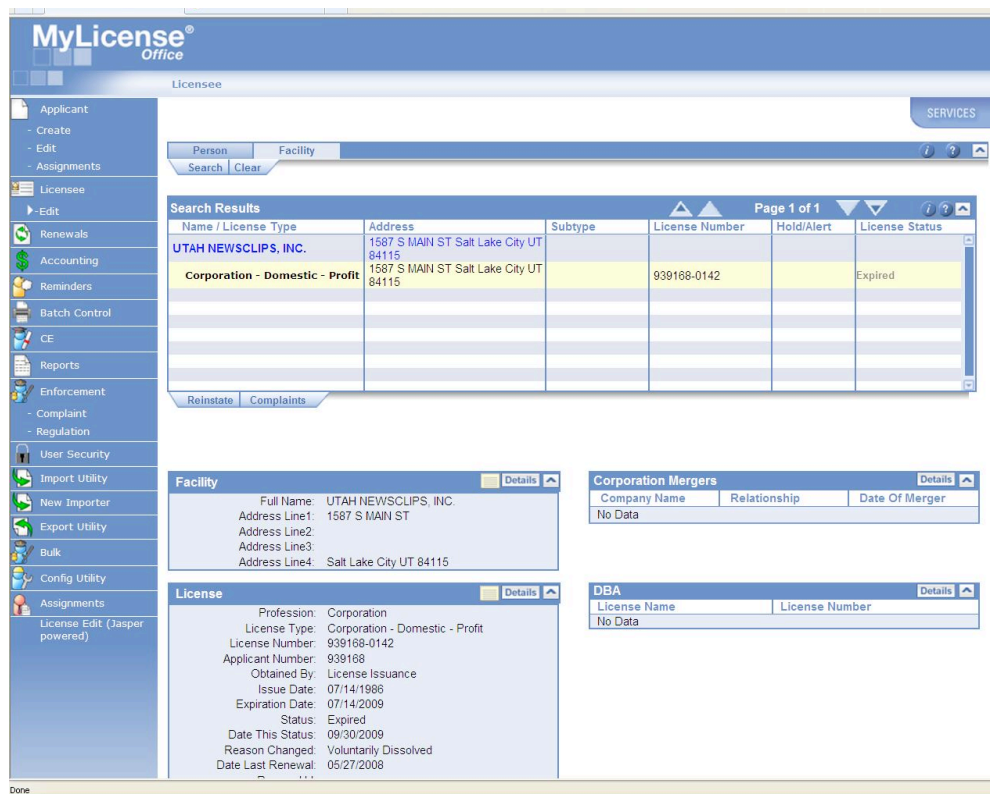 MyLicense®
Office
Licensee
Applicant
- Create
- Edit
- Assignments
Licensee
-Edit
Renewals
Accounting
Reminders
Batch Control
CE
Reports
Enforcement
- Complaint
- Regulation
User Security
Import Utility
New Importer
Export Utility
Bulk
Config Utility
Assignments
License Edit (Jasper
powered)
SERVICES
Person Facility
Search Clear
Search Results Page 1 of 1
Name / License Type Address Subtype License Number Hold/Alert License Status
UTAH NEWSCLIPS, INC. 1587 S MAIN ST Salt Lake City UT
84115
Corporation - Domestic - Profit 1587 S MAIN ST Salt Lake City UT 939168-0142 Expired
84115
Reinstate Complaints
Facility Details
Full Name: UTAH NEWSCLIPS, INC.
Address Line1: 1587 S MAIN ST
Address Line2:
Address Line3:
Address Line4: Salt Lake City UT 84115
Corporation Mergers Details
Company Name Relationship Date Of Merger
No Data
License Details
Profession: Corporation
License Type: Corporation - Domestic - Profit
License Number: 939168-0142
Applicant Number: 939168
Obtained By: License Issuance
Issue Date: 07/14/1986
Expiration Date: 07/14/2009
Status: Expired
Date This Status: 09/30/2009
Reason Changed: Voluntarily Dissolved
Date Last Renewal: 05/27/2008
DBA Details
License Name License Number
No Data
Done